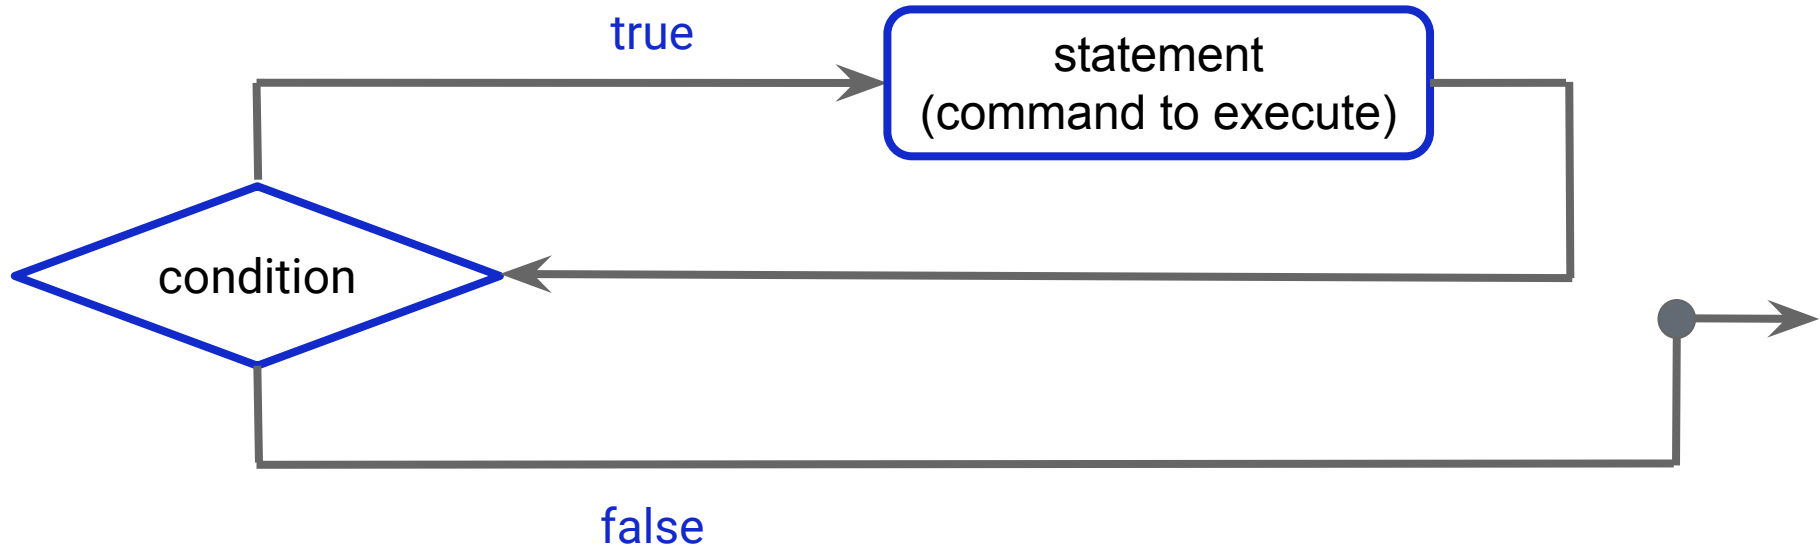 true
statement
(command to execute)
condition
false